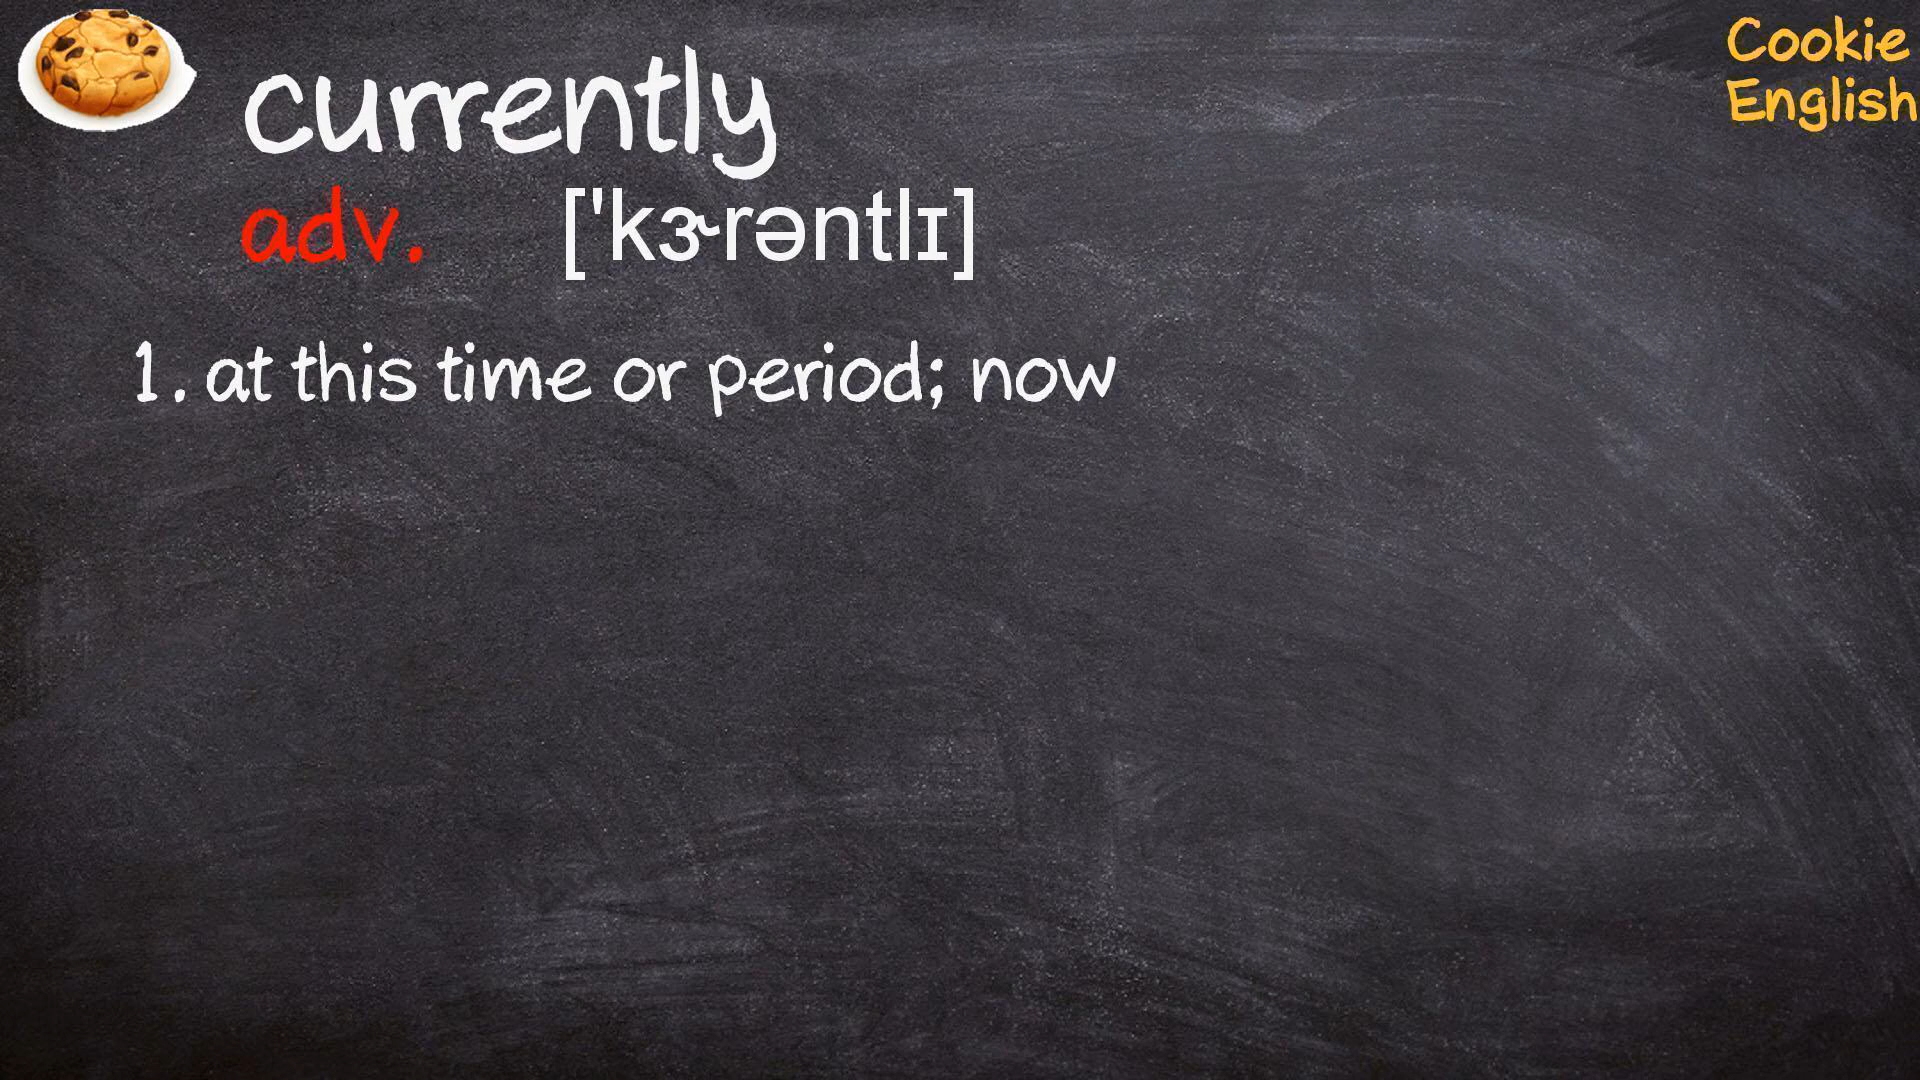 currently
Cookie
English
adv. ['kɝrəntlɪ]
1. at this time or period; now